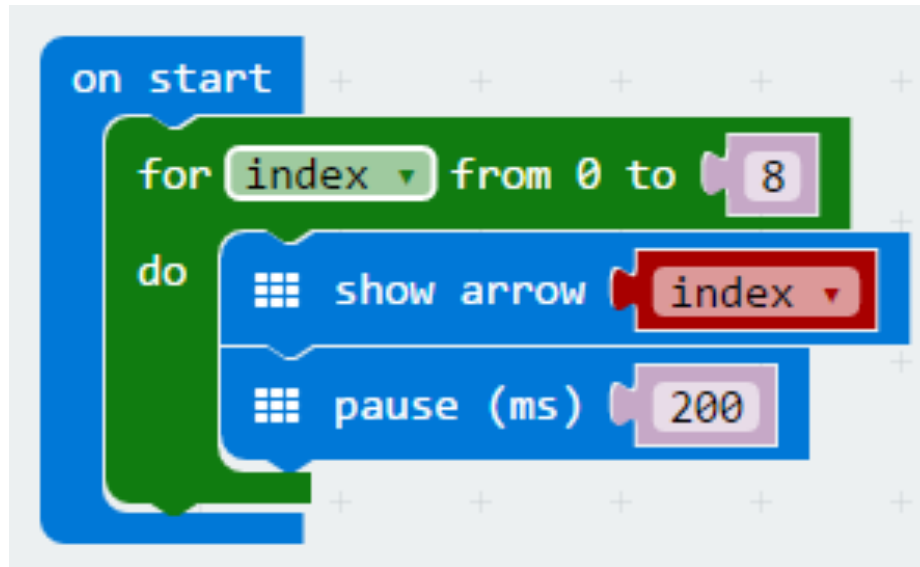 on start
for index from 0 to 8
do
show arrow index
pause (ms) 200